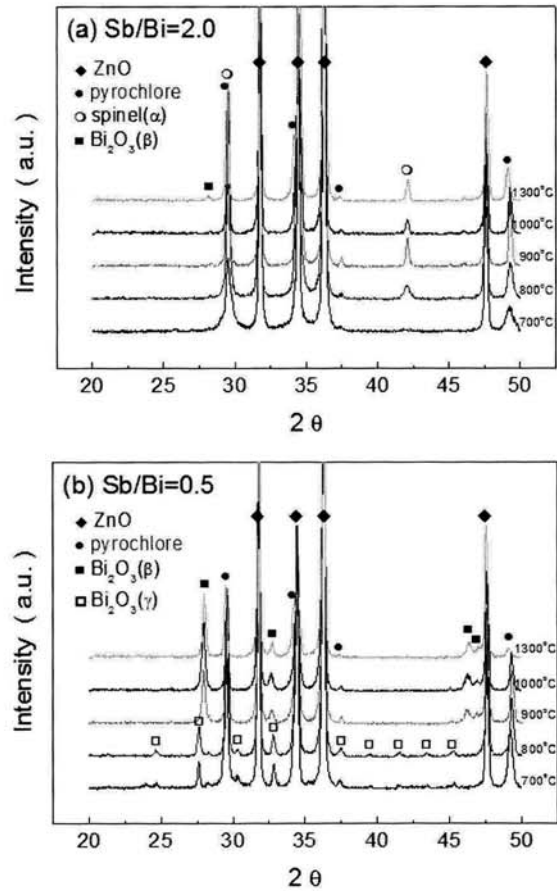 (a) Sb/Bi=2.0
◆ ZnO
● pyrochlore
○ spinel(α)
■ Bi₂O₃(β)
Intensity ( a.u. )
1300°C
1000°C
900°C
800°C
700°C
20 25 30 35 40 45 50
2 θ
(b) Sb/Bi=0.5
◆ ZnO
● pyrochlore
■ Bi₂O₃(β)
□ Bi₂O₃(γ)
Intensity ( a.u. )
1300°C
1000°C
900°C
800°C
700°C
20 25 30 35 40 45 50
2 θ